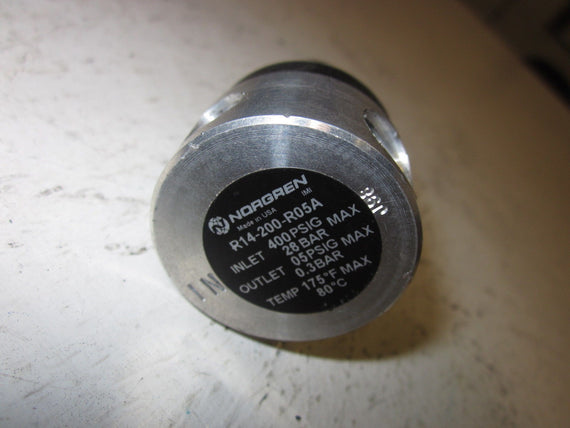 NORGREN
Made in USA IMI
R14-200-R05A
INLET 400 PSIG MAX
28 BAR
OUTLET 05 PSIG MAX
0.3 BAR
TEMP 175°F MAX
80°C
IN